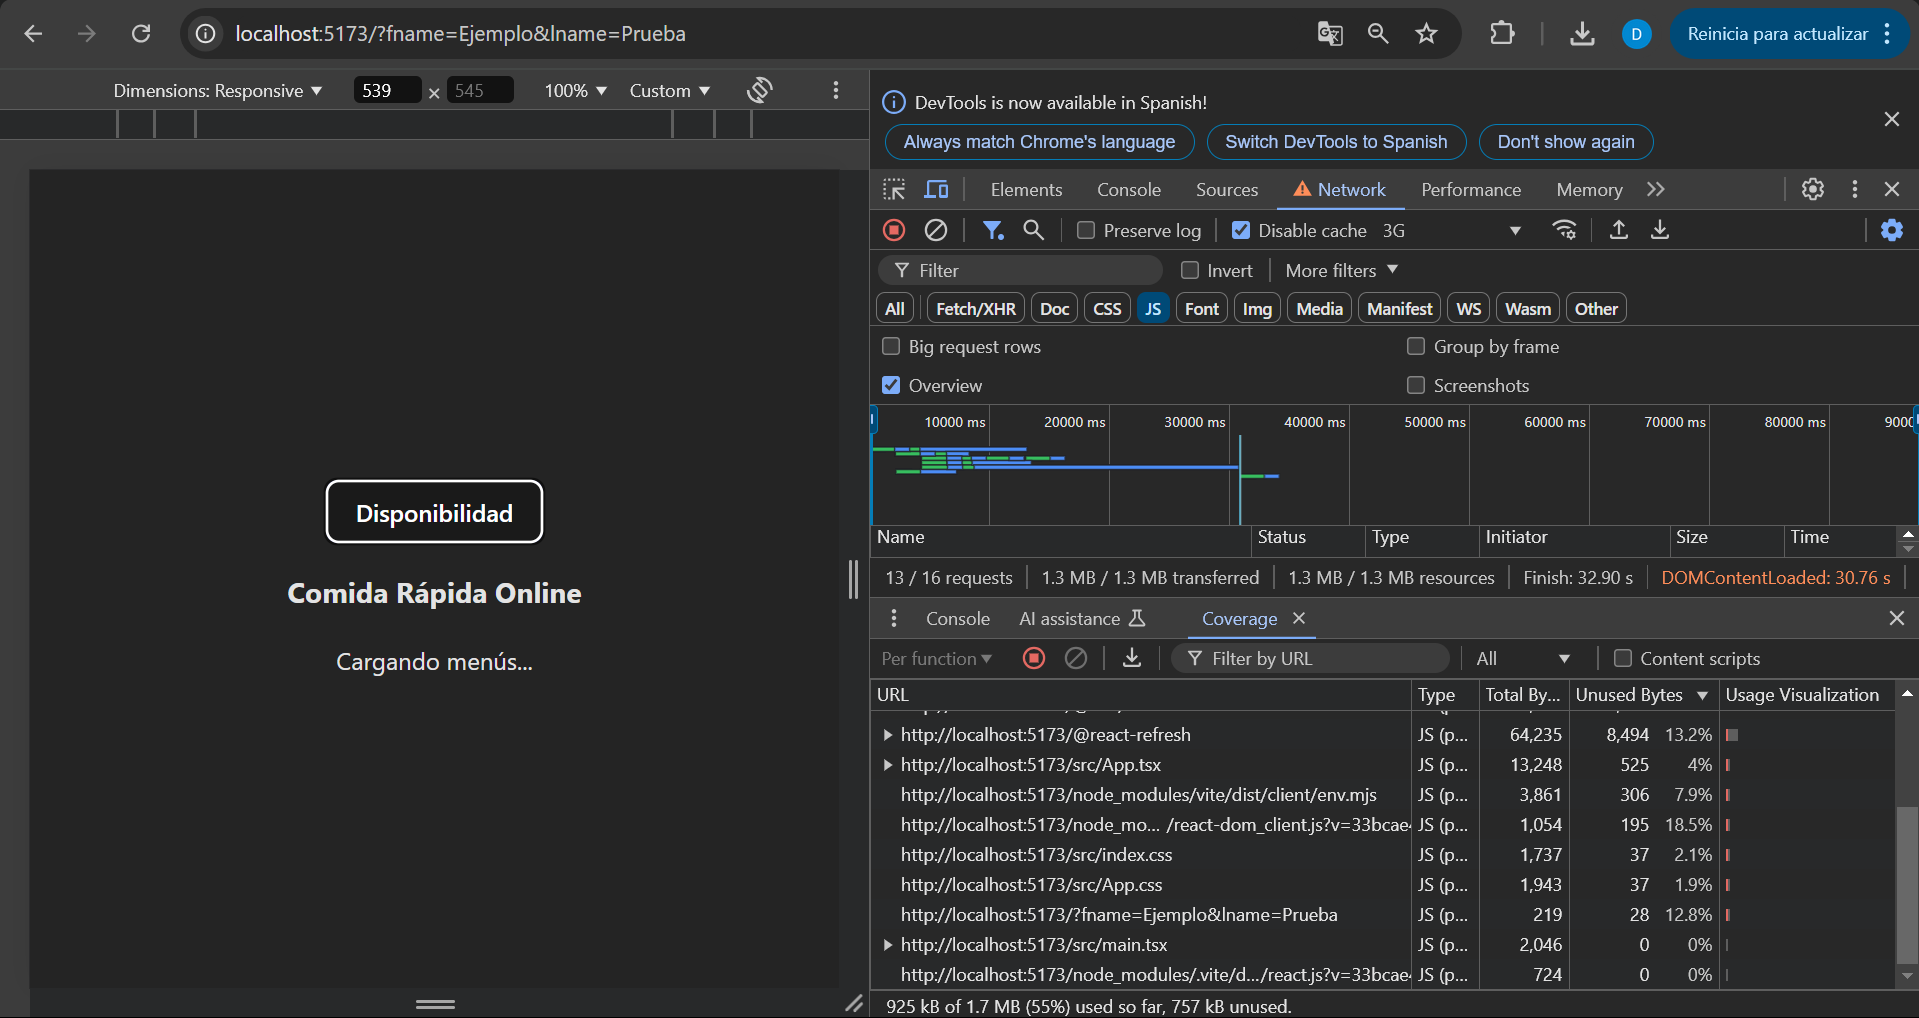 localhost:5173/?fname=Ejemplo&lname=Prueba
D
Reinicia para actualizar
Dimensions: Responsive
539 × 545
100%
Custom
DevTools is now available in Spanish!
Always match Chrome's language
Switch DevTools to Spanish
Don't show again
Elements
Console
Sources
Network
Performance
Memory
Preserve log
Disable cache
3G
Filter
Invert
More filters
All
Fetch/XHR
Doc
CSS
JS
Font
Img
Media
Manifest
WS
Wasm
Other
Big request rows
Group by frame
Overview
Screenshots
10000 ms
20000 ms
30000 ms
40000 ms
50000 ms
60000 ms
70000 ms
80000 ms
9000
Name
Status
Type
Initiator
Size
Time
13 / 16 requests
1.3 MB / 1.3 MB transferred
1.3 MB / 1.3 MB resources
Finish: 32.90 s
DOMContentLoaded: 30.76 s
Disponibilidad
Comida Rápida Online
Cargando menús...
Console
AI assistance
Coverage
Per function
Filter by URL
All
Content scripts
URL Type Total By... Unused Bytes Usage Visualization
http://localhost:5173/@react-refresh JS (p... 64,235 8,494 13.2%
http://localhost:5173/src/App.tsx JS (p... 13,248 525 4%
http://localhost:5173/node_modules/vite/dist/client/env.mjs JS (p... 3,861 306 7.9%
http://localhost:5173/node_mo... /react-dom_client.js?v=33bcae4 JS (p... 1,054 195 18.5%
http://localhost:5173/src/index.css JS (p... 1,737 37 2.1%
http://localhost:5173/src/App.css JS (p... 1,943 37 1.9%
http://localhost:5173/?fname=Ejemplo&lname=Prueba JS (p... 219 28 12.8%
http://localhost:5173/src/main.tsx JS (p... 2,046 0 0%
http://localhost:5173/node_modules/.vite/d.../react.js?v=33bcae4 JS (p... 724 0 0%
925 kB of 1.7 MB (55%) used so far, 757 kB unused.